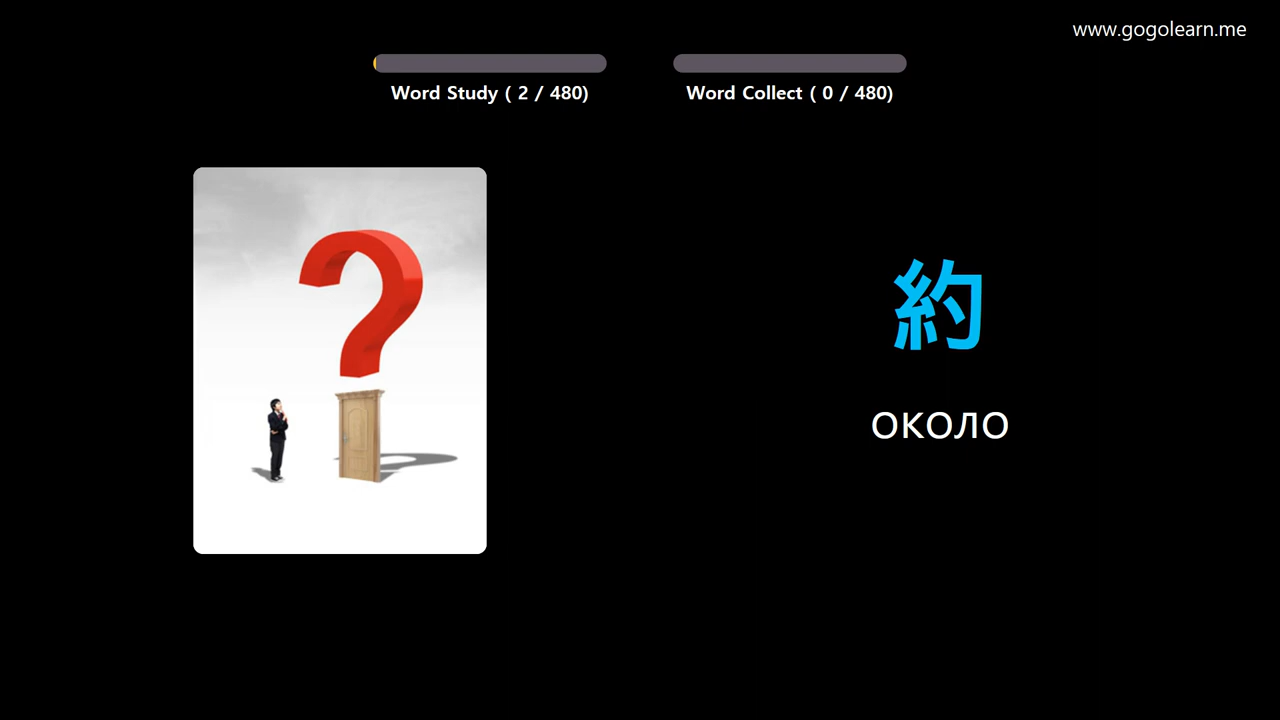 www.gogolearn.me
Word Study ( 2 / 480)
Word Collect ( 0 / 480)
?
約
около